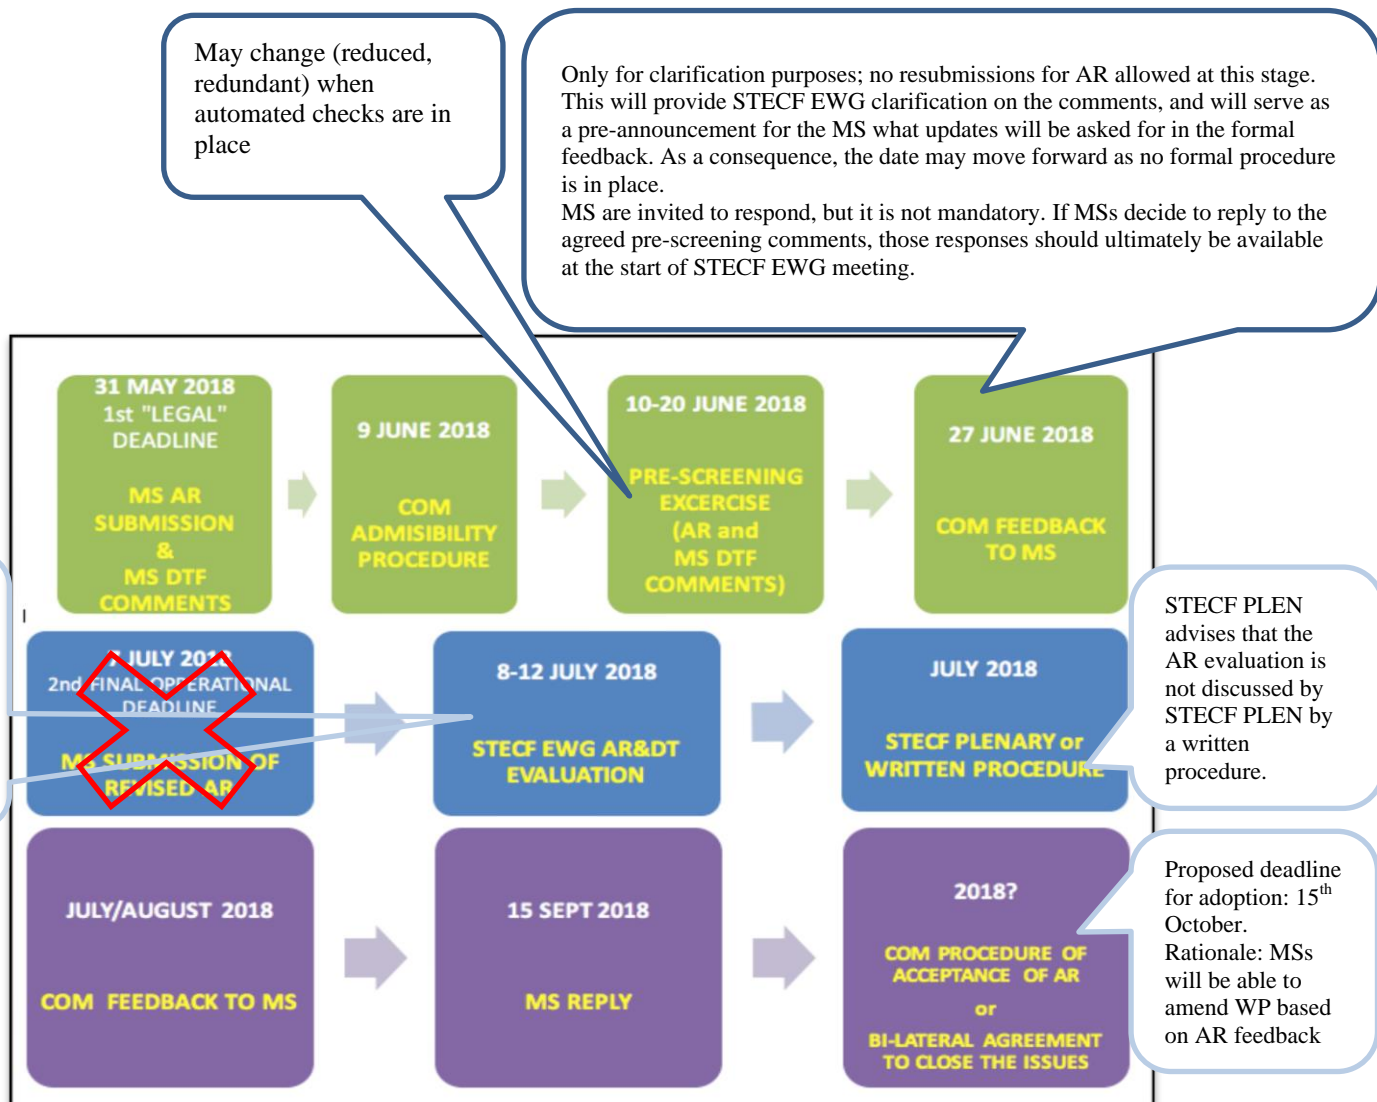 May change (reduced,
redundant) when
automated checks are in
place
Only for clarification purposes; no resubmissions for AR allowed at this stage.
This will provide STECF EWG clarification on the comments, and will serve as
a pre-announcement for the MS what updates will be asked for in the formal
feedback. As a consequence, the date may move forward as no formal procedure
is in place.
MS are invited to respond, but it is not mandatory. If MSs decide to reply to the
agreed pre-screening comments, those responses should ultimately be available
at the start of STECF EWG meeting.
31 MAY 2018
1st "LEGAL"
DEADLINE
MS AR
SUBMISSION
&
MS DTF
COMMENTS
9 JUNE 2018
COM
ADMISIBILITY
PROCEDURE
10-20 JUNE 2018
PRE-SCREENING
EXCERCISE
(AR and
MS DTF
COMMENTS)
27 JUNE 2018
COM FEEDBACK
TO MS
7 JULY 2018
2nd FINAL OPPERATIONAL
DEADLINE
MS SUBMISSION OF
REVISED AR
8-12 JULY 2018
STECF EWG AR&DT
EVALUATION
JULY 2018
STECF PLENARY or
WRITTEN PROCEDURE
STECF PLEN
advises that the
AR evaluation is
not discussed by
STECF PLEN by
a written
procedure.
JULY/AUGUST 2018
COM FEEDBACK TO MS
15 SEPT 2018
MS REPLY
2018?
COM PROCEDURE OF
ACCEPTANCE OF AR
or
BI-LATERAL AGREEMENT
TO CLOSE THE ISSUES
Proposed deadline
for adoption: 15th
October.
Rationale: MSs
will be able to
amend WP based
on AR feedback